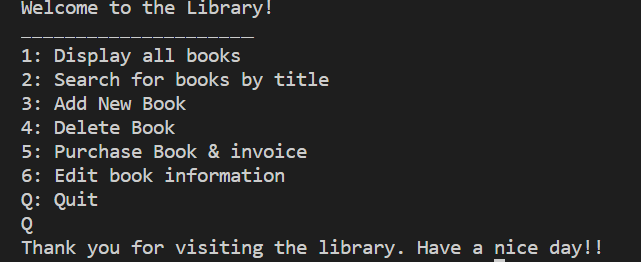 Welcome to the Library!
_____________________
1: Display all books
2: Search for books by title
3: Add New Book
4: Delete Book
5: Purchase Book & invoice
6: Edit book information
Q: Quit
Q
Thank you for visiting the library. Have a nice day!!